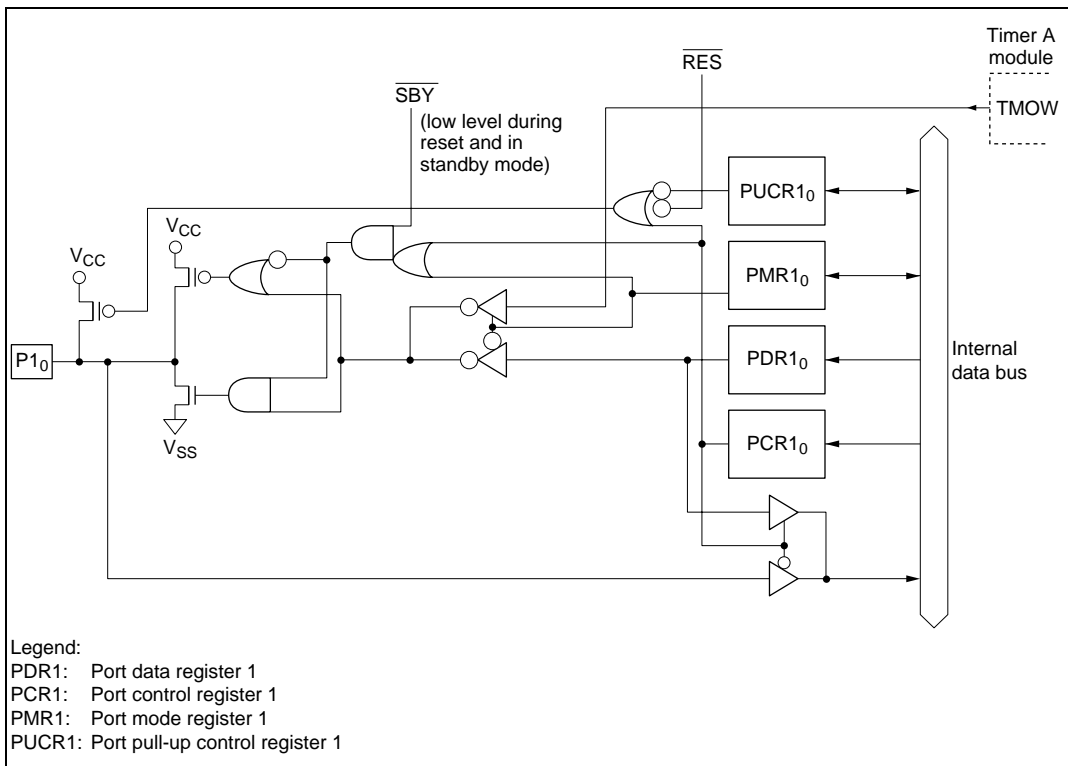 Timer A
module
RES
SBY
(low level during
reset and in
standby mode)
TMOW
PUCR1₀
VCC
VCC
PMR1₀
P1₀
PDR1₀
Internal
data bus
VSS
PCR1₀
Legend:
PDR1: Port data register 1
PCR1: Port control register 1
PMR1: Port mode register 1
PUCR1: Port pull-up control register 1